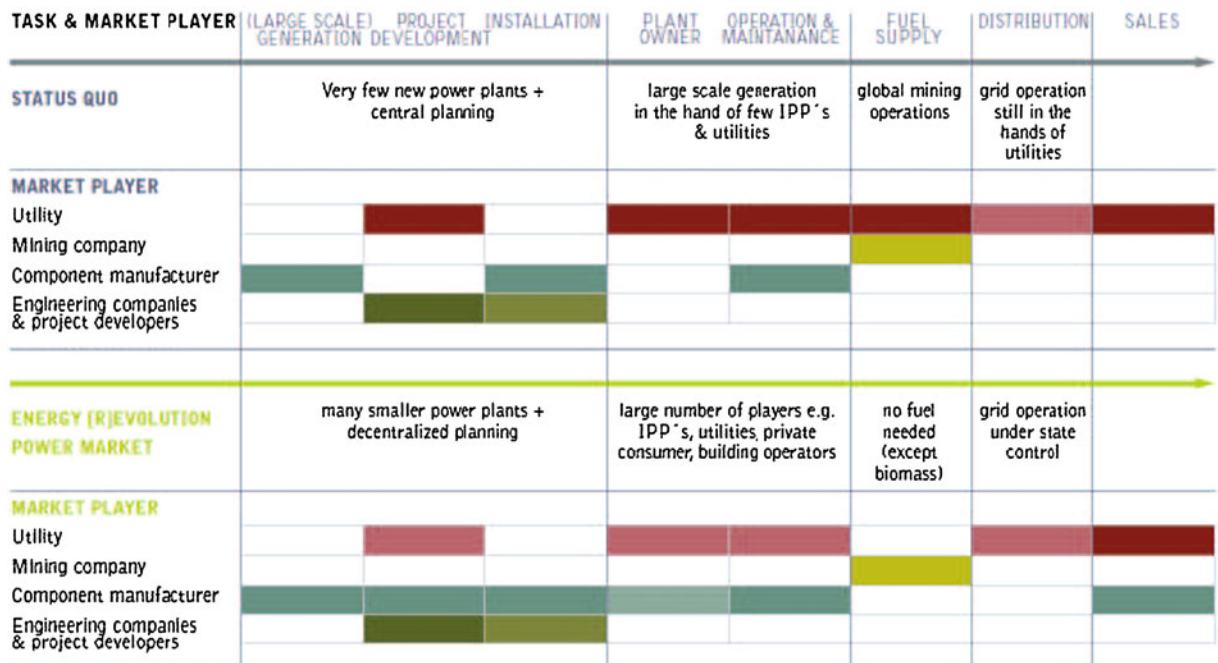 TASK & MARKET PLAYER
(LARGE SCALE)
GENERATION
PROJECT
DEVELOPMENT
INSTALLATION
PLANT
OWNER
OPERATION &
MAINTANANCE
FUEL
SUPPLY
DISTRIBUTION
SALES
STATUS QUO
Very few new power plants +
central planning
large scale generation
in the hand of few IPP´s
& utilities
global mining
operations
grid operation
still in the
hands of
utilities
MARKET PLAYER
Utility
Mining company
Component manufacturer
Engineering companies
& project developers
ENERGY [R]EVOLUTION
POWER MARKET
many smaller power plants +
decentralized planning
large number of players e.g.
IPP´s, utilities, private
consumer, building operators
no fuel
needed
(except
biomass)
grid operation
under state
control
MARKET PLAYER
Utility
Mining company
Component manufacturer
Engineering companies
& project developers